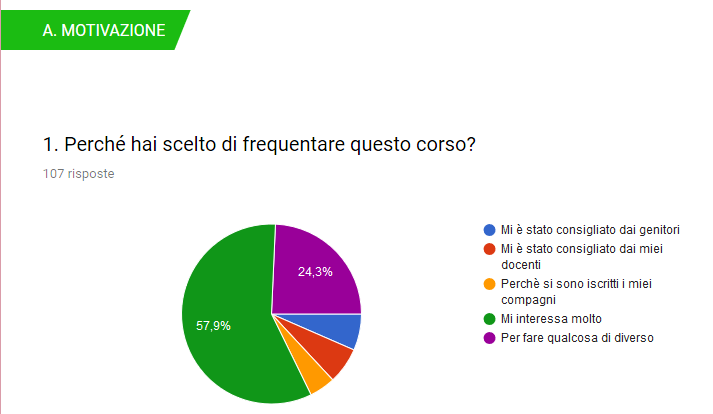 A. MOTIVAZIONE
1. Perché hai scelto di frequentare questo corso?
107 risposte
24,3%
57,9%
Mi è stato consigliato dai genitori
Mi è stato consigliato dai miei
docenti
Perchè si sono iscritti i miei
compagni
Mi interessa molto
Per fare qualcosa di diverso